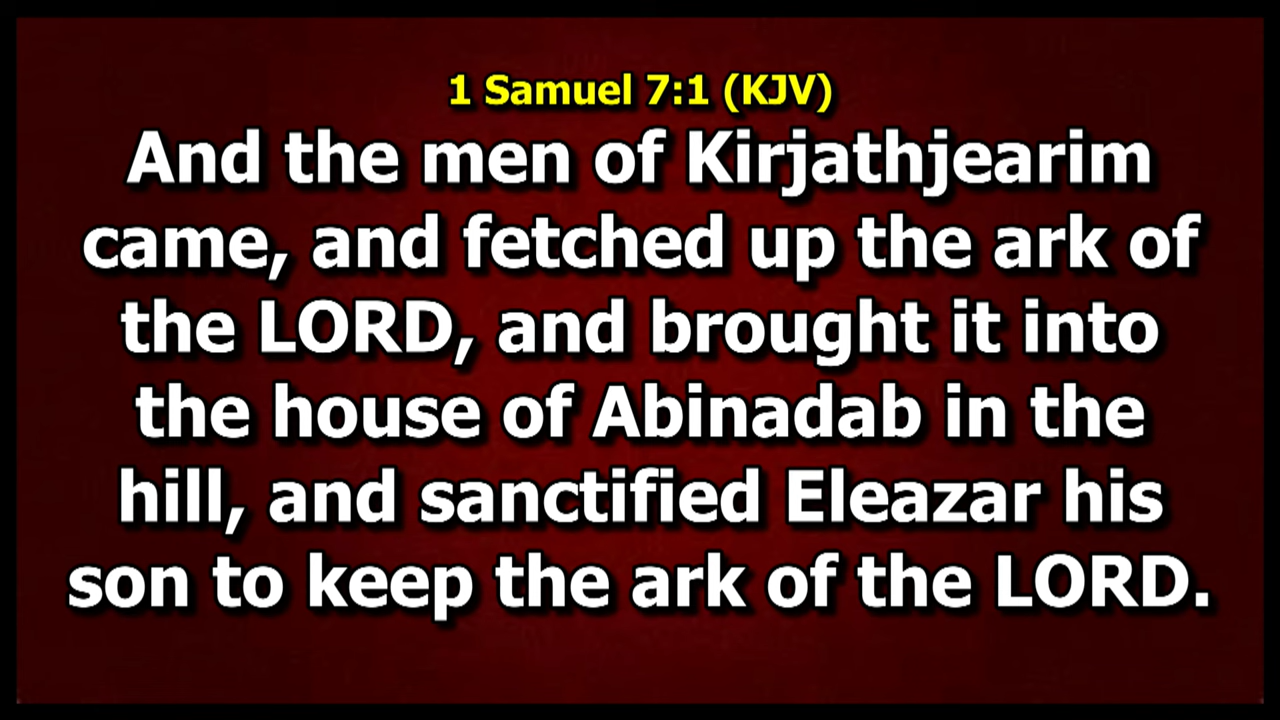 1 Samuel 7:1 (KJV)
And the men of Kirjathjearim
came, and fetched up the ark of
the LORD, and brought it into
the house of Abinadab in the
hill, and sanctified Eleazar his
son to keep the ark of the LORD.